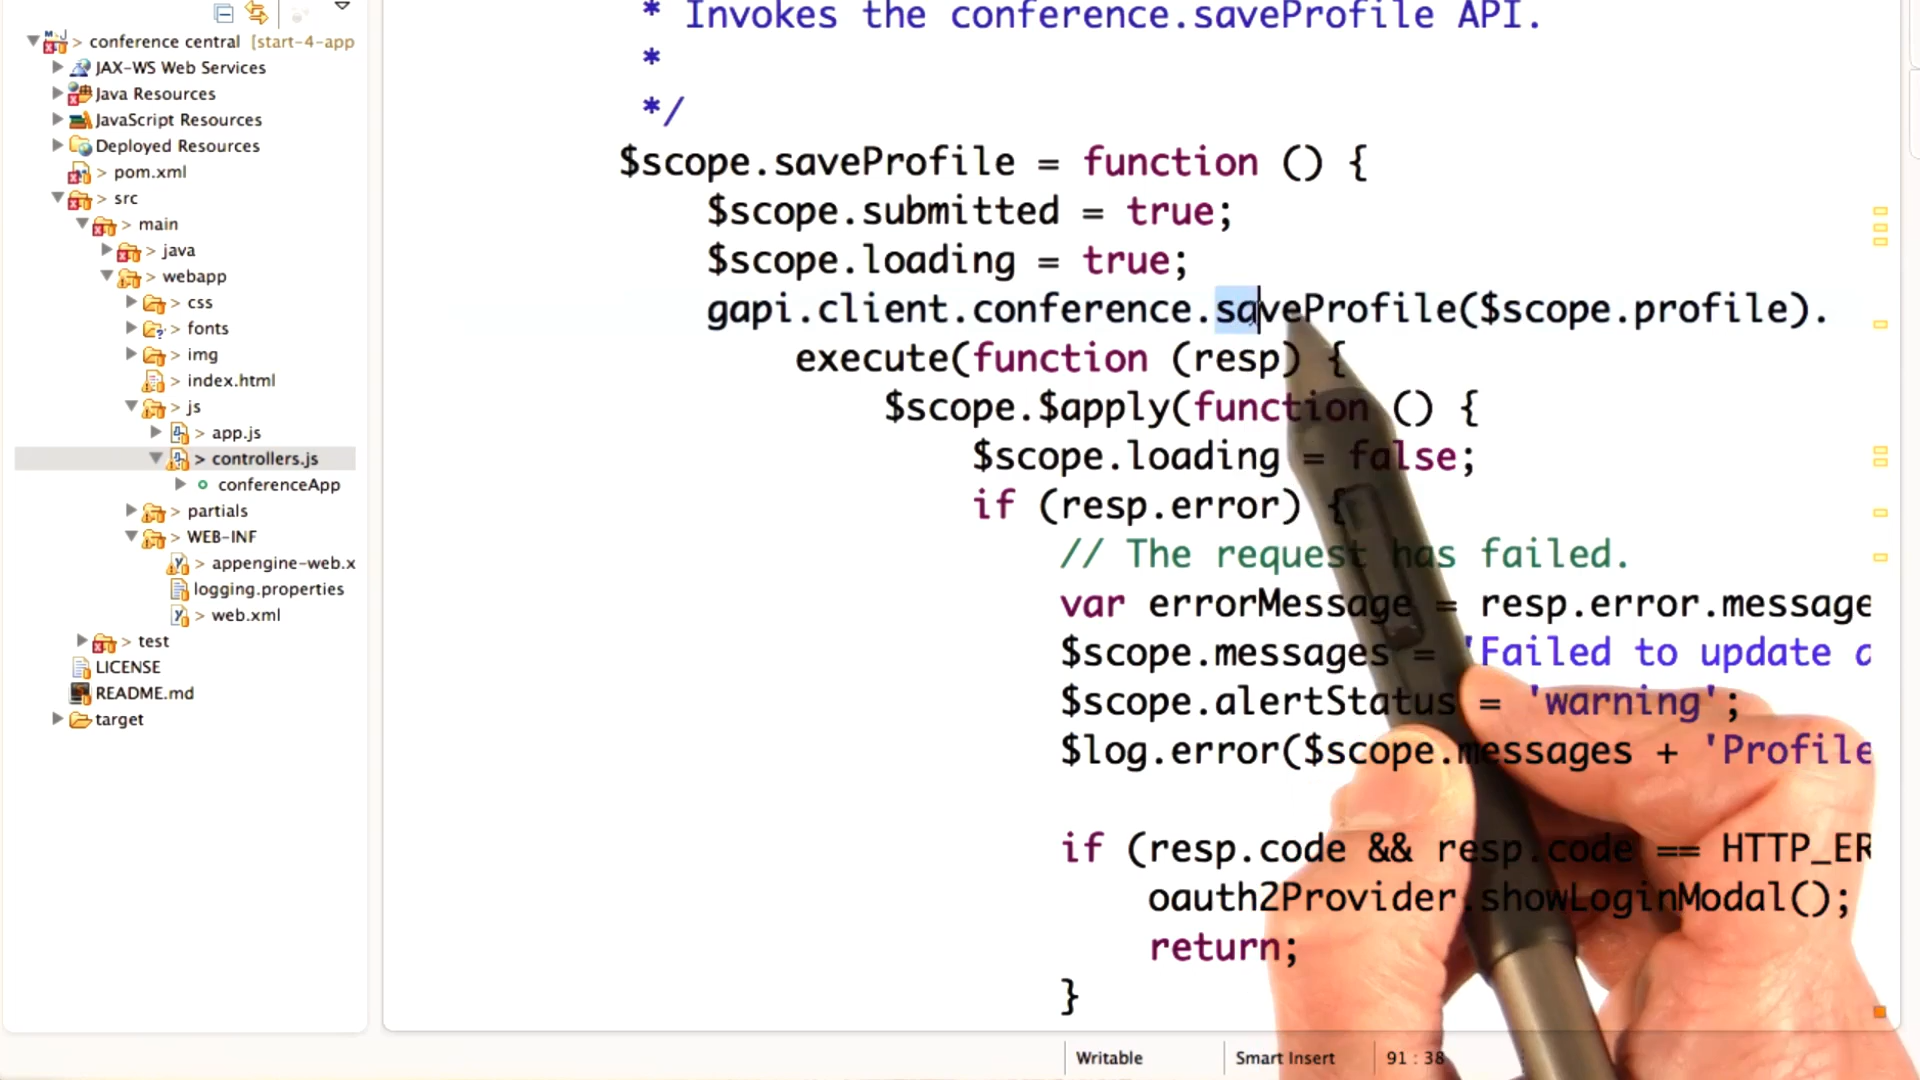 > conference central [start-4-app
JAX-WS Web Services
Java Resources
JavaScript Resources
Deployed Resources
> pom.xml
> src
> main
> java
> webapp
> css
> fonts
> img
> index.html
> js
> app.js
> controllers.js
conferenceApp
> partials
> WEB-INF
> appengine-web.x
logging.properties
> web.xml
> test
LICENSE
README.md
target
* Invokes the conference.saveProfile API.
*
*/
$scope.saveProfile = function () {
$scope.submitted = true;
$scope.loading = true;
gapi.client.conference.saveProfile($scope.profile).
execute(function (resp) {
$scope.$apply(function () {
$scope.loading = false;
if (resp.error) {
// The request has failed.
var errorMessage = resp.error.message
$scope.messages = 'Failed to update a
$scope.alertStatus = 'warning';
$log.error($scope.messages + 'Profile
if (resp.code && resp.code == HTTP_ER
oauth2Provider.showLoginModal();
return;
}
Writable
Smart Insert
91 : 38